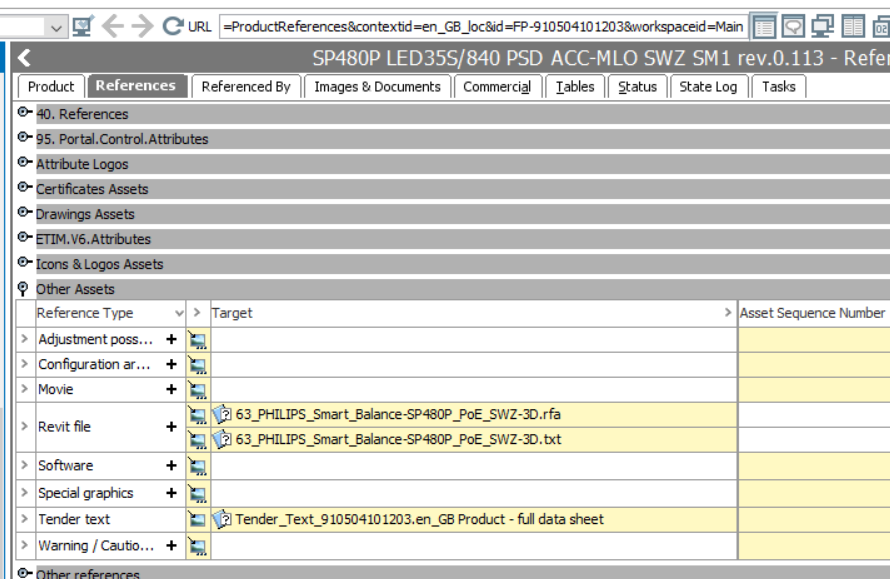 URL =ProductReferences&contextid=en_GB_loc&id=FP-910504101203&workspaceid=Main
SP480P LED35S/840 PSD ACC-MLO SWZ SM1 rev.0.113 - Refer
Product References Referenced By Images & Documents Commercial Tables Status State Log Tasks
40. References
95. Portal.Control.Attributes
Attribute Logos
Certificates Assets
Drawings Assets
ETIM.V6.Attributes
Icons & Logos Assets
Other Assets
Reference Type > Target > Asset Sequence Number
> Adjustment poss... +
> Configuration ar... +
> Movie +
> Revit file +
63_PHILIPS_Smart_Balance-SP480P_PoE_SWZ-3D.rfa
63_PHILIPS_Smart_Balance-SP480P_PoE_SWZ-3D.txt
> Software +
> Special graphics +
> Tender text Tender_Text_910504101203.en_GB Product - full data sheet
> Warning / Cautio... +
Other references